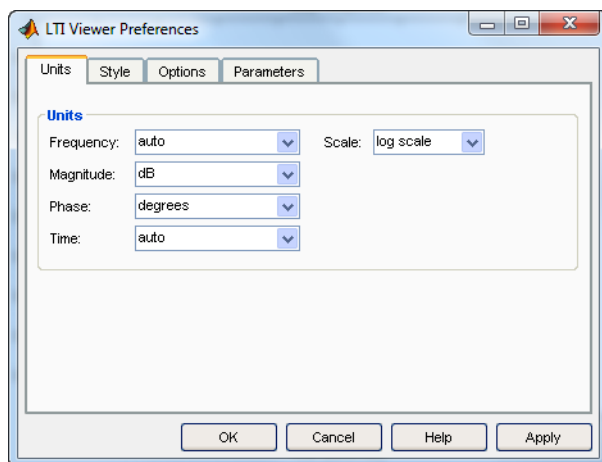 LTI Viewer Preferences
Units Style Options Parameters
Units
Frequency: auto Scale: log scale
Magnitude: dB
Phase: degrees
Time: auto
OK Cancel Help Apply